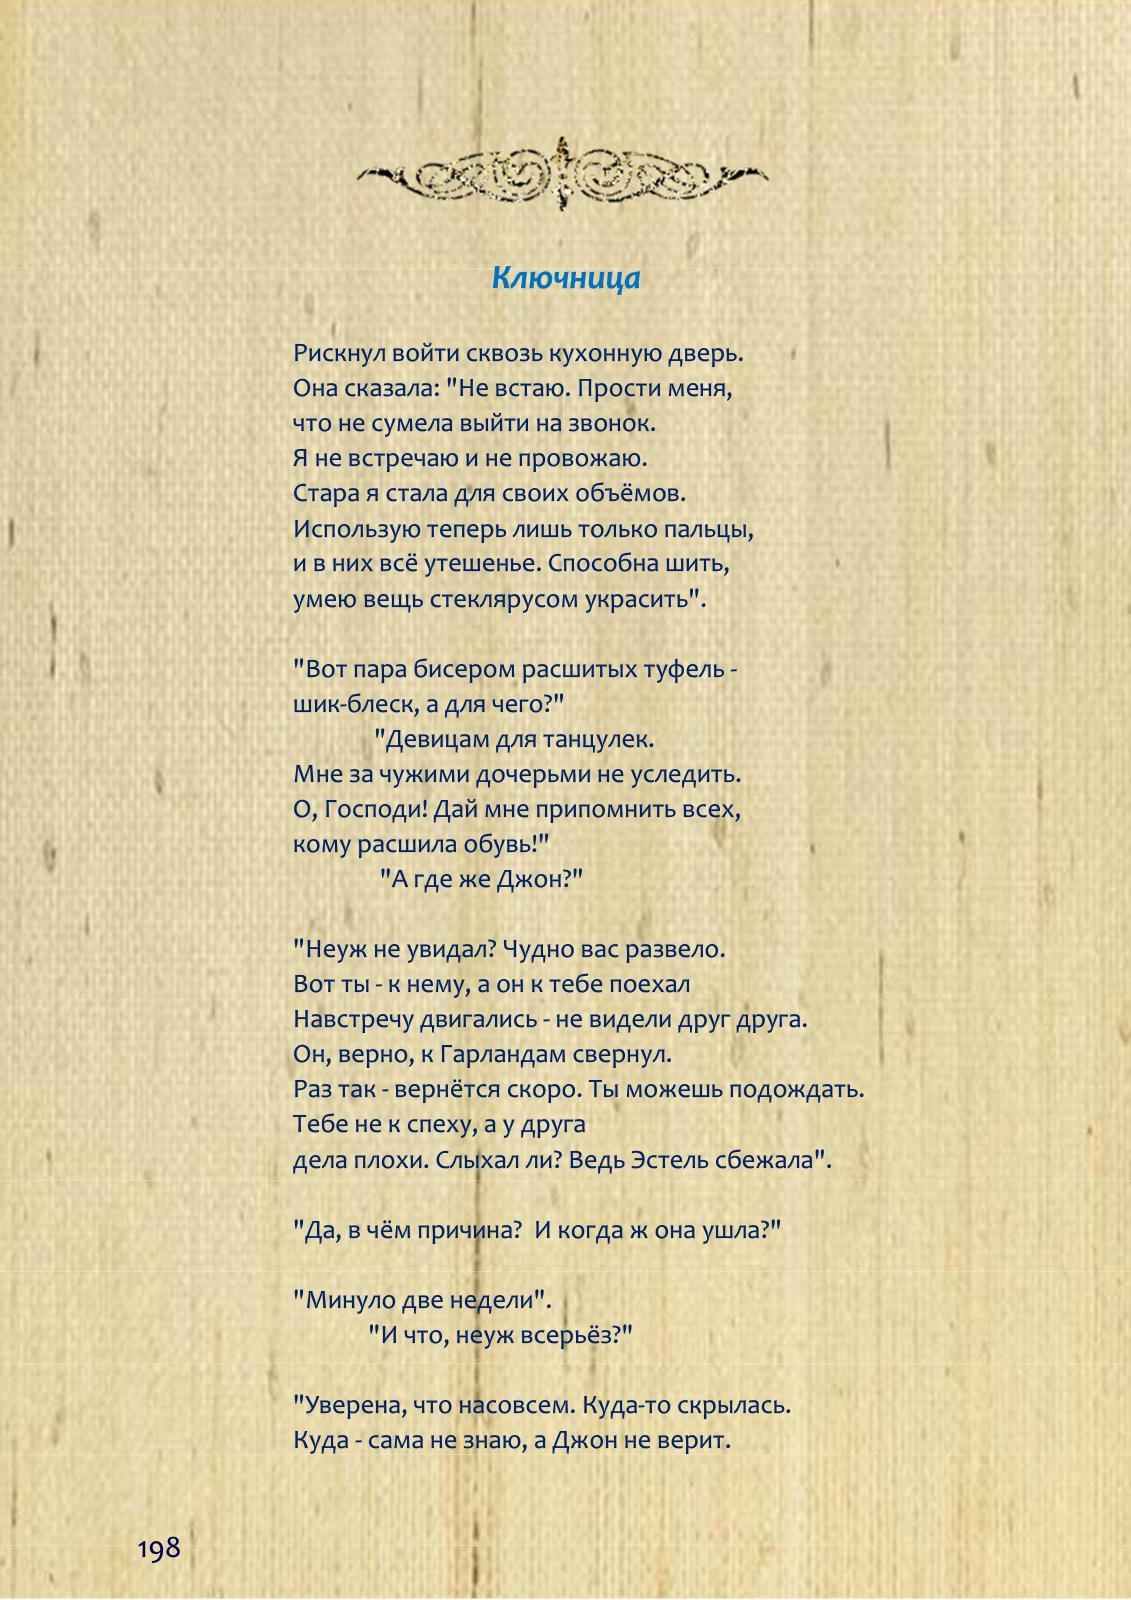 Ключница
Рискнул войти сквозь кухонную дверь.
Она сказала: "Не встаю. Прости меня,
что не сумела выйти на звонок.
Я не встречаю и не провожаю.
Стара я стала для своих объёмов.
Использую теперь лишь только пальцы,
и в них всё утешенье. Способна шить,
умею вещь стеклярусом украсить".
"Вот пара бисером расшитых туфель -
шик-блеск, а для чего?"
"Девицам для танцулек.
Мне за чужими дочерьми не уследить.
О, Господи! Дай мне припомнить всех,
кому расшила обувь!"
"А где же Джон?"
"Неуж не увидал? Чудно вас развело.
Вот ты - к нему, а он к тебе поехал
Навстречу двигались - не видели друг друга.
Он, верно, к Гарландам свернул.
Раз так - вернётся скоро. Ты можешь подождать.
Тебе не к спеху, а у друга
дела плохи. Слыхал ли? Ведь Эстель сбежала".
"Да, в чём причина?  И когда ж она ушла?"
"Минуло две недели".
"И что, неуж всерьёз?"
"Уверена, что насовсем. Куда-то скрылась.
Куда - сама не знаю, а Джон не верит.
198